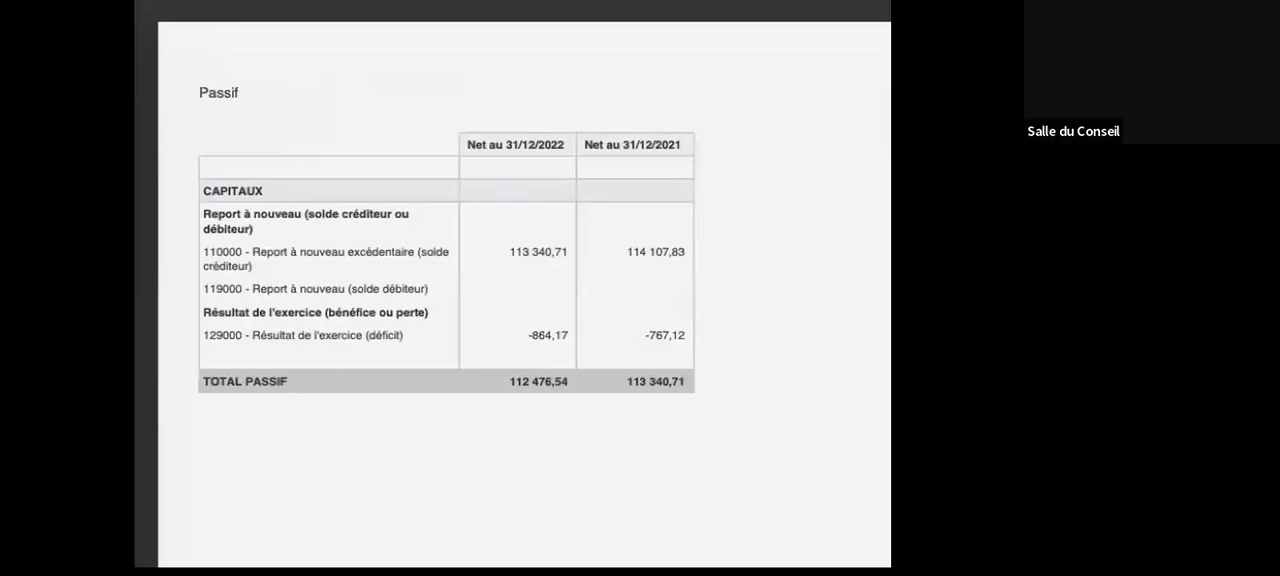 Passif
Net au 31/12/2022 Net au 31/12/2021
CAPITAUX
Report à nouveau (solde créditeur ou
débiteur)
110000 - Report à nouveau excédentaire (solde 113 340,71 114 107,83
créditeur)
119000 - Report à nouveau (solde débiteur)
Résultat de l'exercice (bénéfice ou perte)
129000 - Résultat de l'exercice (déficit) -864,17 -767,12
TOTAL PASSIF 112 476,54 113 340,71
Salle du Conseil